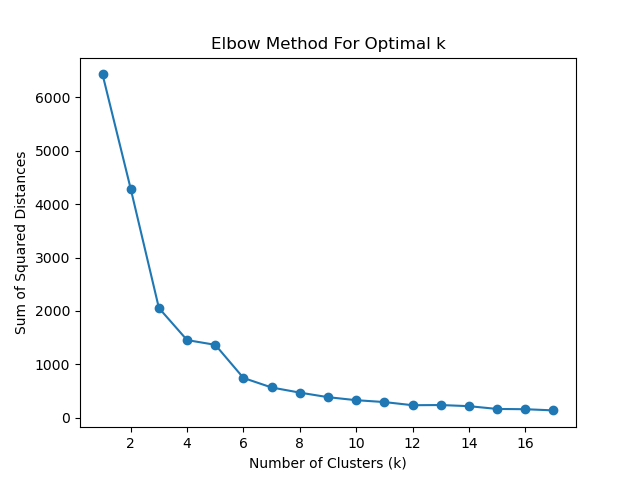 Elbow Method For Optimal k
Sum of Squared Distances
6000
5000
4000
3000
2000
1000
0
2 4 6 8 10 12 14 16
Number of Clusters (k)